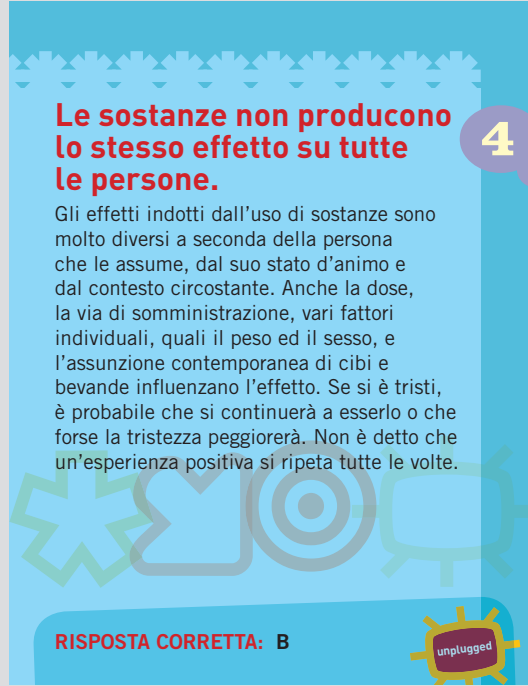 Le sostanze non producono
lo stesso effetto su tutte
le persone.
4
Gli effetti indotti dall'uso di sostanze sono
molto diversi a seconda della persona
che le assume, dal suo stato d'animo e
dal contesto circostante. Anche la dose,
la via di somministrazione, vari fattori
individuali, quali il peso ed il sesso, e
l'assunzione contemporanea di cibi e
bevande influenzano l'effetto. Se si è tristi,
è probabile che si continuerà a esserlo o che
forse la tristezza peggiorerà. Non è detto che
un'esperienza positiva si ripeta tutte le volte.
RISPOSTA CORRETTA: B
unplugged